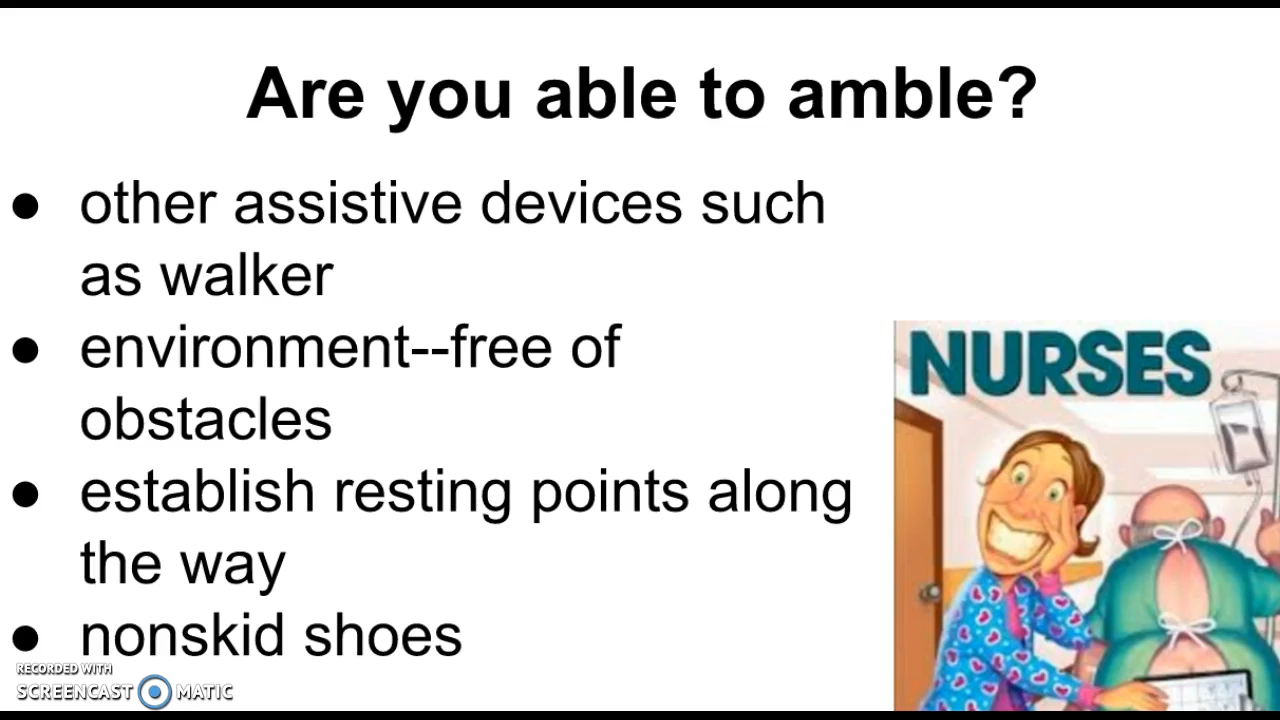 Are you able to amble?
● other assistive devices such
as walker
● environment--free of
obstacles
● establish resting points along
the way
● nonskid shoes
NURSES
RECORDED WITH
SCREENCAST MATIC